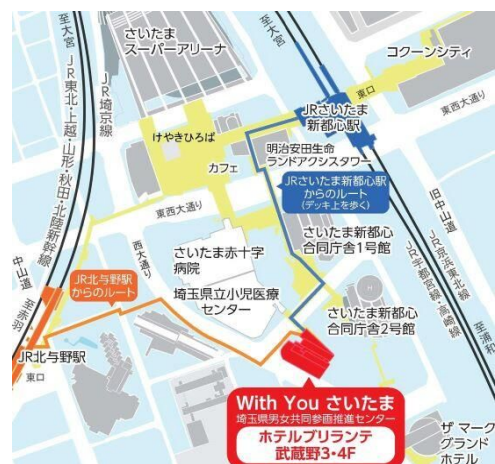 至大宮
さいたま
スーパーアリーナ
至大宮
コクーンシティ
JR東北・上越・山形・秋田・北陸新幹線
JR埼京線
東口
JRさいたま
新都心駅
東西大通り
けやきひろば
明治安田生命
ランドアクシスタワー
カフェ
JRさいたま新都心駅
からのルート
(デッキ上を歩く)
旧中山道
東西大通り
西大通り
さいたま新都心
合同庁舎1号館
JR京浜東北線
JR宇都宮線・高崎線
中山道
さいたま赤十字
病院
JR北与野駅
からのルート
埼玉県立小児医療
センター
さいたま新都心
合同庁舎2号館
至浦和
至赤羽
JR北与野駅
東口
With You さいたま
埼玉県男女共同参画推進センター
ホテルブリランテ
武蔵野3・4F
ザ マーク
グランド
ホテル